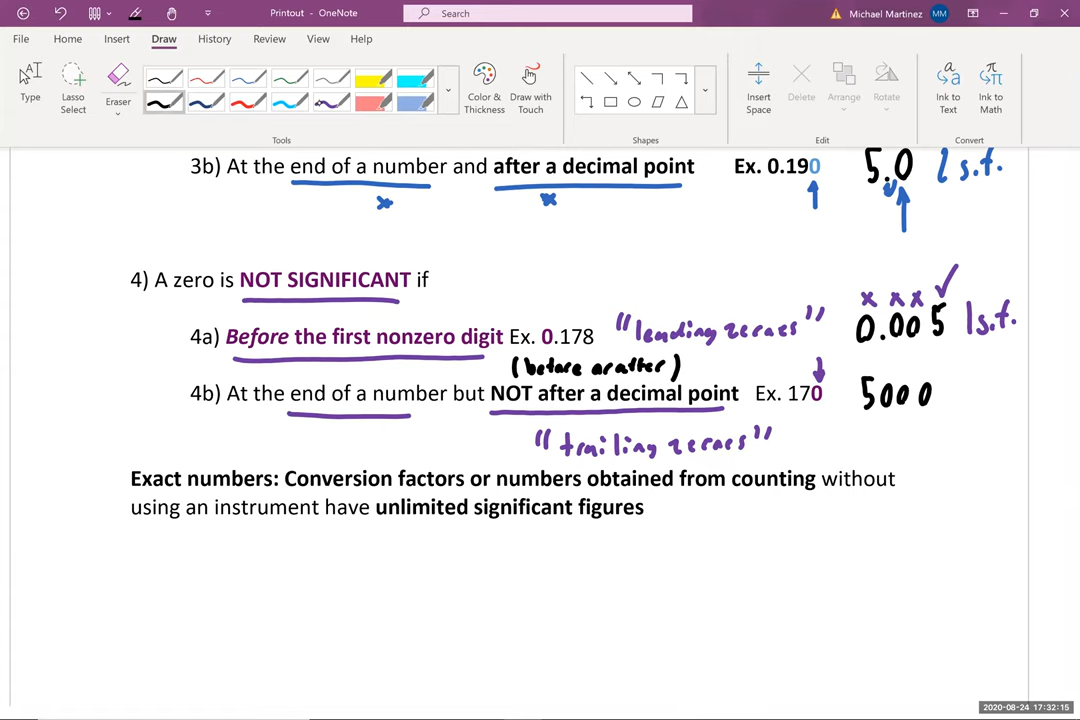 Printout - OneNote
Search
Michael Martinez MM
File Home Insert Draw History Review View Help
Type
Lasso Select
Eraser
Color & Thickness
Draw with Touch
Insert Space
Delete
Arrange
Rotate
Ink to Text
Ink to Math
Tools
Shapes
Edit
Convert
3b) At the end of a number and after a decimal point Ex. 0.190 5.0 2 s.f.
4) A zero is NOT SIGNIFICANT if
x x x ✓
4a) Before the first nonzero digit Ex. 0.178 "leading zeroes" 0.005 1 s.f.
(before or after)
4b) At the end of a number but NOT after a decimal point Ex. 170 5000
"trailing zeroes"
Exact numbers: Conversion factors or numbers obtained from counting without
using an instrument have unlimited significant figures
2020-08-24 17:32:15